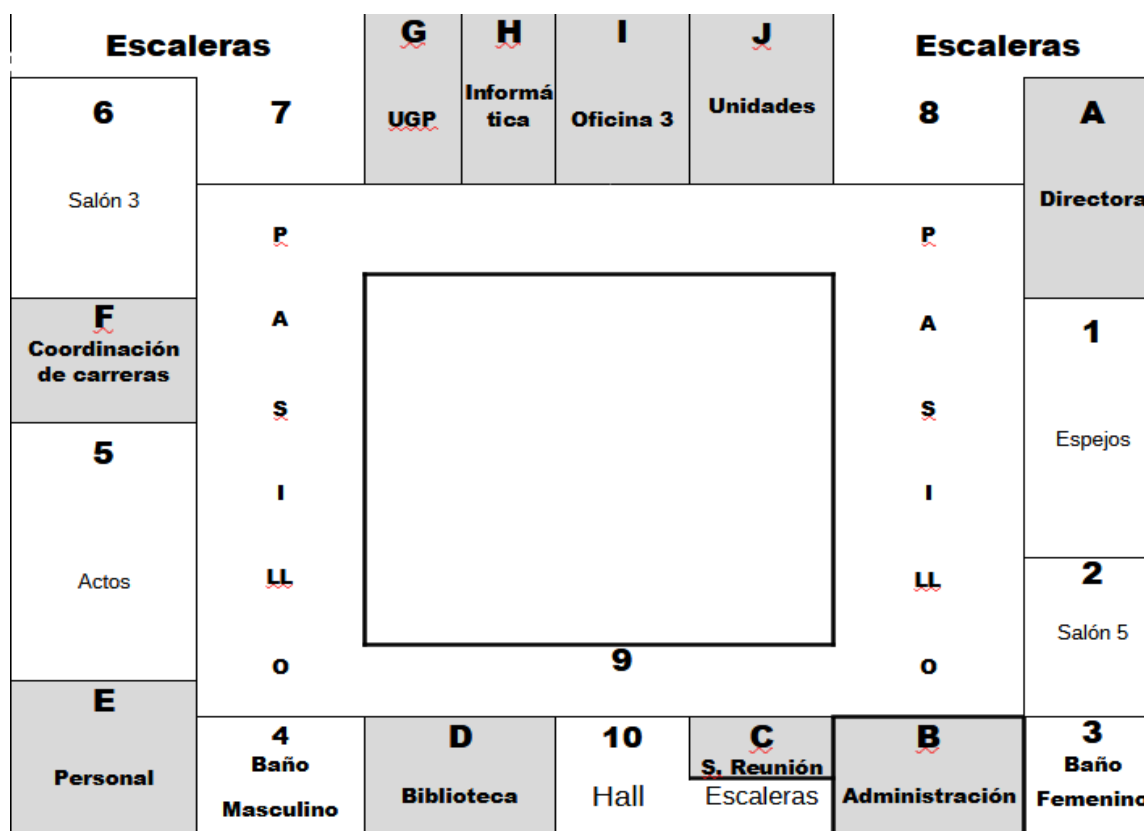 Escaleras
G
H
I
J
Escaleras
6
7
UGP
Informá
tica
Oficina 3
Unidades
8
A
Salón 3
Directora
P
P
F
Coordinación
de carreras
A
A
1
S
S
Espejos
5
I
I
Actos
LL
LL
2
Salón 5
O
9
O
E
Personal
4
Baño
Masculino
D
Biblioteca
10
Hall
C
S. Reunión
Escaleras
B
Administración
3
Baño
Femenino